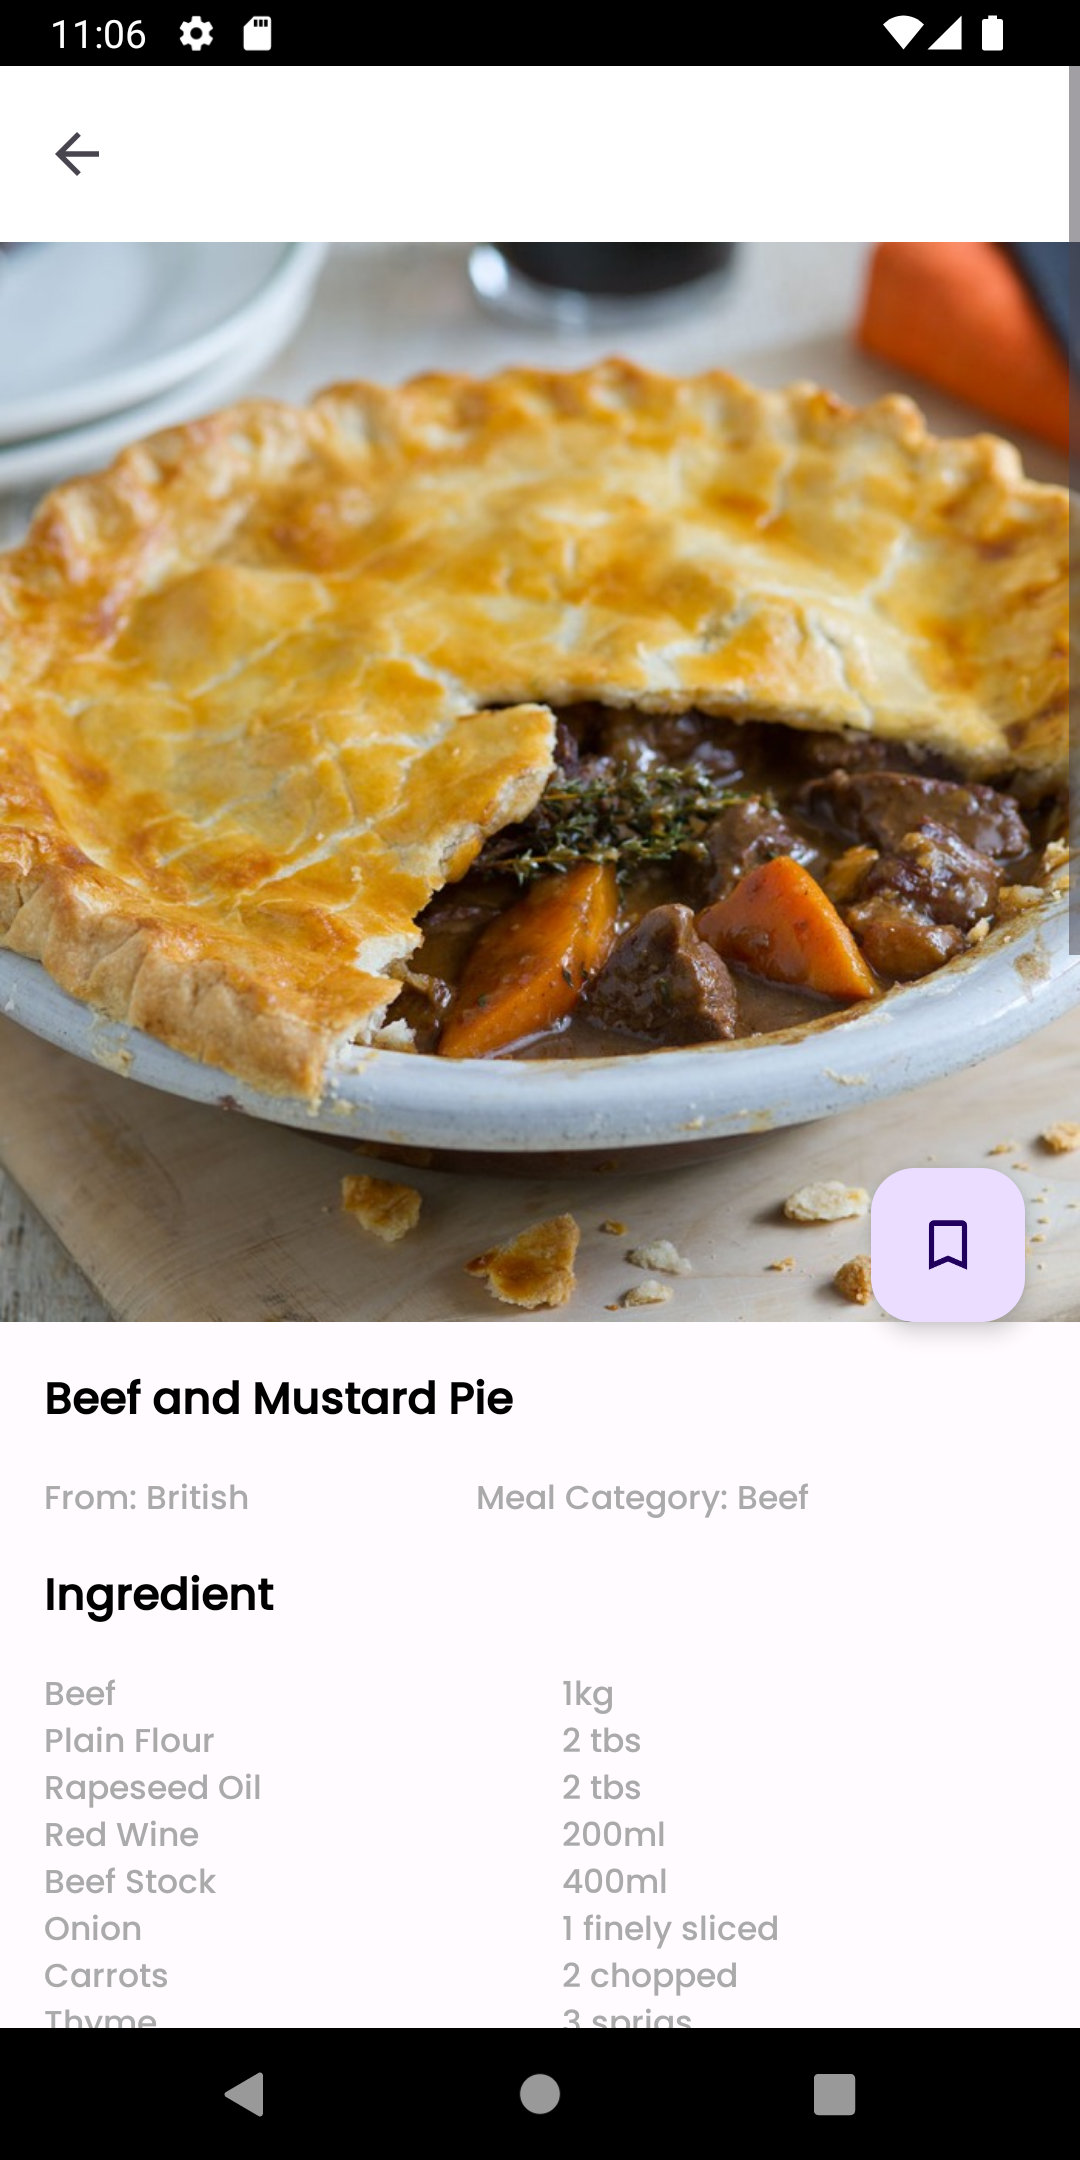 11:06
Beef and Mustard Pie
From: British Meal Category: Beef
Ingredient
Beef 1kg
Plain Flour 2 tbs
Rapeseed Oil 2 tbs
Red Wine 200ml
Beef Stock 400ml
Onion 1 finely sliced
Carrots 2 chopped
Thyme 3 sprigs